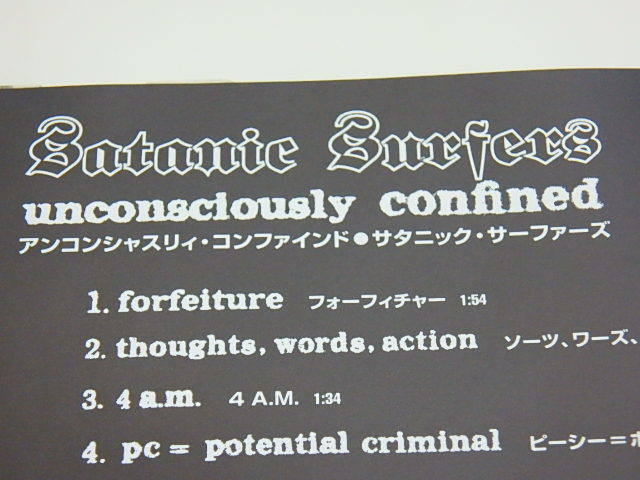 Satanic Surfers
unconsciously confined
アンコンシャスリィ・コンファインド●サタニック・サーファーズ
1. forfeiture フォーフィチャー 1:54
2. thoughts, words, action ソーツ、ワーズ、
3. 4 a.m. 4 A.M. 1:34
4. pc = potential criminal ピーシー=ポ